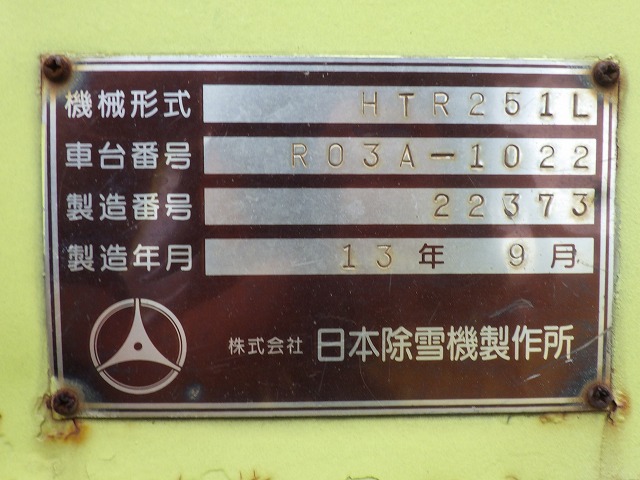 機械形式 HTR251L
車台番号 R03A-1022
製造番号 22373
製造年月 13年 9月
株式会社 日本除雪機製作所